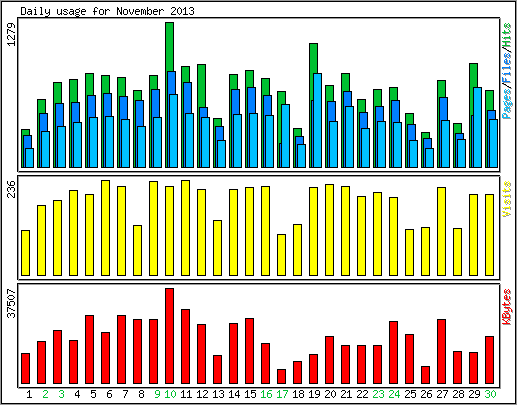 Daily usage for November 2013
1279
Pages/Files/Hits
236
Visits
37507
KBytes
1 2 3 4 5 6 7 8 9 10 11 12 13 14 15 16 17 18 19 20 21 22 23 24 25 26 27 28 29 30